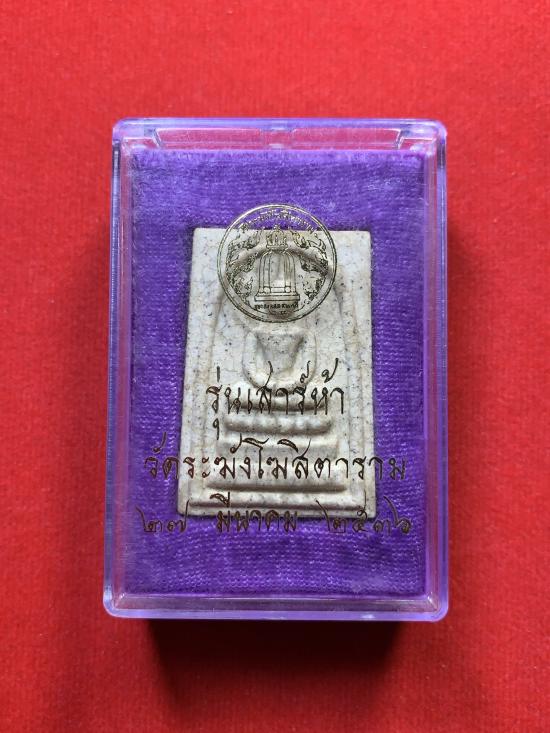 รุ่นเสาร์ห้า
วัดระฆังโฆสิตาราม
๒๗ มีนาคม ๒๕๓๖